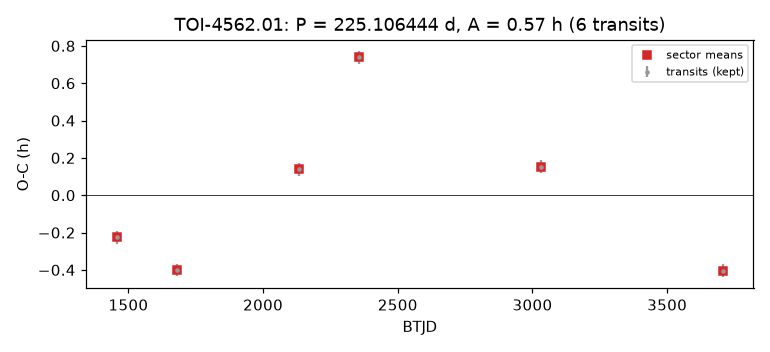 TOI-4562.01: P = 225.106444 d, A = 0.57 h (6 transits)
sector means
transits (kept)
O-C (h)
0.8
0.6
0.4
0.2
0.0
−0.2
−0.4
1500 2000 2500 3000 3500
BTJD